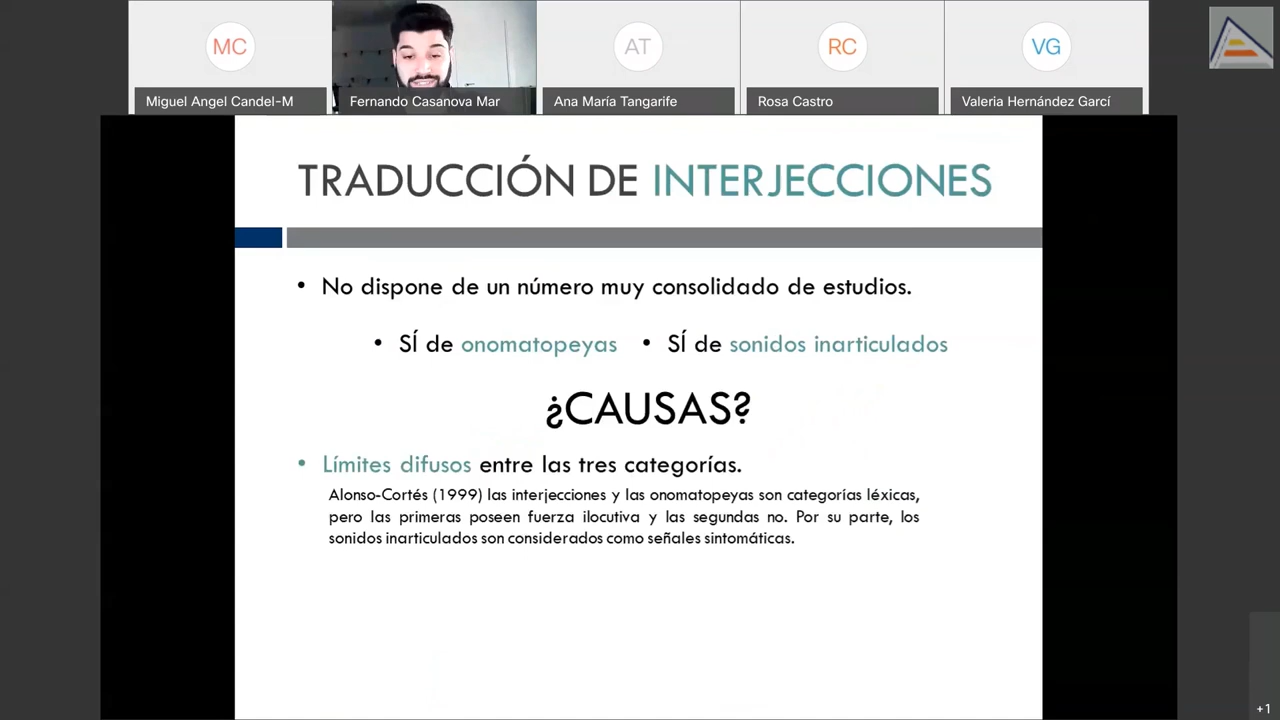 MC
AT
RC
VG
Miguel Angel Candel-M
Fernando Casanova Mar
Ana María Tangarife
Rosa Castro
Valeria Hernández Garcí
TRADUCCIÓN DE INTERJECCIONES
• No dispone de un número muy consolidado de estudios.
• SÍ de onomatopeyas • SÍ de sonidos inarticulados
¿CAUSAS?
• Límites difusos entre las tres categorías.
Alonso-Cortés (1999) las interjecciones y las onomatopeyas son categorías léxicas,
pero las primeras poseen fuerza ilocutiva y las segundas no. Por su parte, los
sonidos inarticulados son considerados como señales sintomáticas.
+1